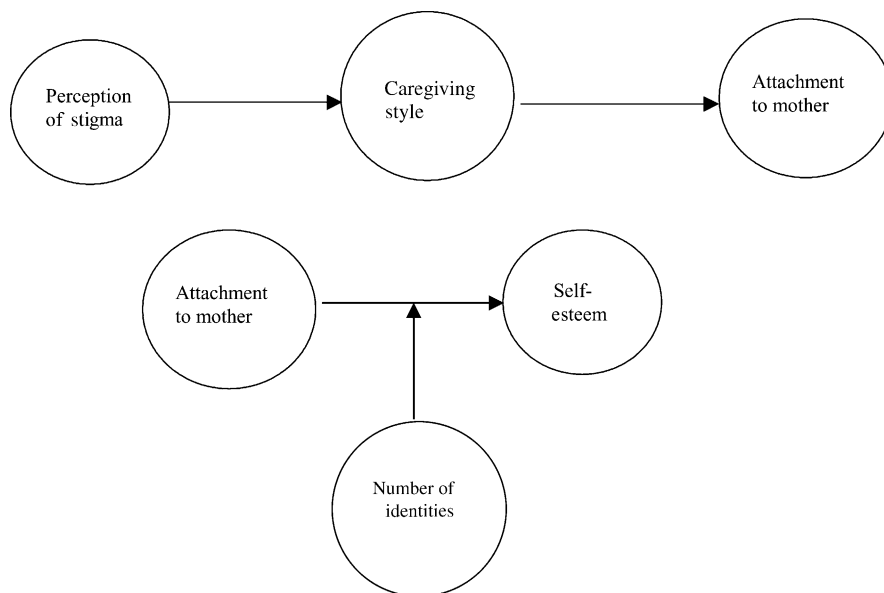 Perception
of stigma
Caregiving
style
Attachment
to mother
Attachment
to mother
Self-
esteem
Number of
identities